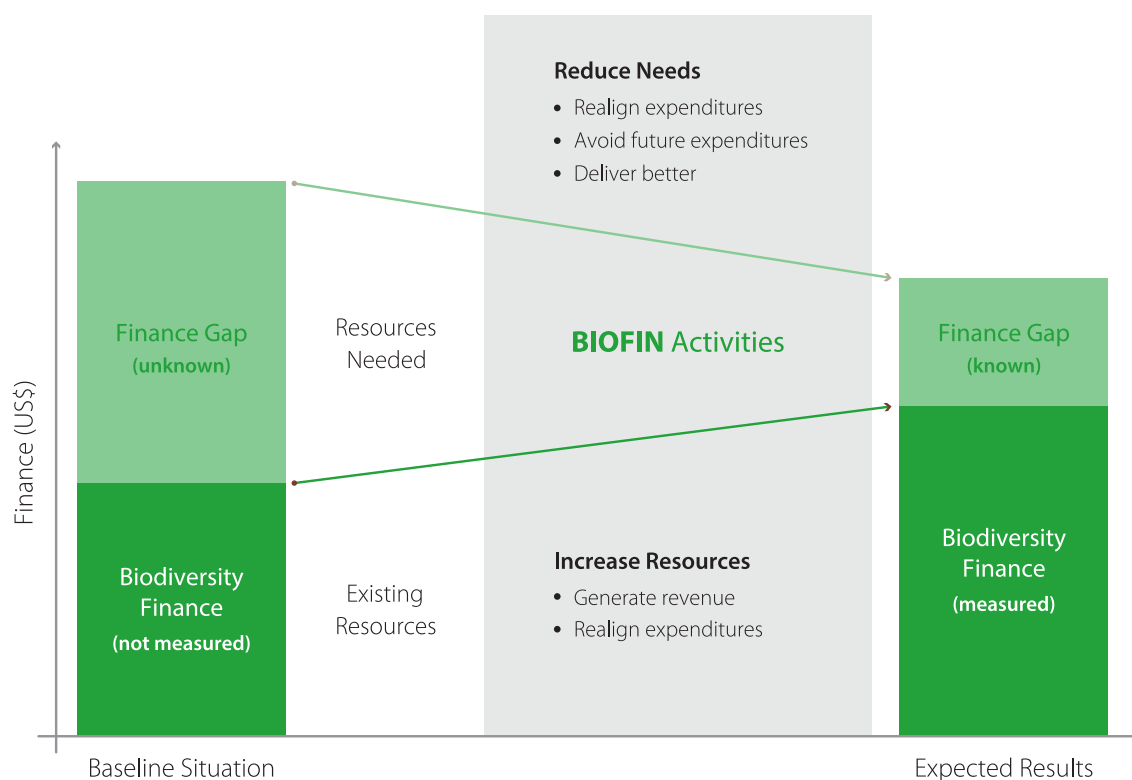 Finance (US$)
Finance Gap
(unknown)
Biodiversity
Finance
(not measured)
Baseline Situation
Resources
Needed
Existing
Resources
Reduce Needs
• Realign expenditures
• Avoid future expenditures
• Deliver better
BIOFIN Activities
Increase Resources
• Generate revenue
• Realign expenditures
Finance Gap
(known)
Biodiversity
Finance
(measured)
Expected Results